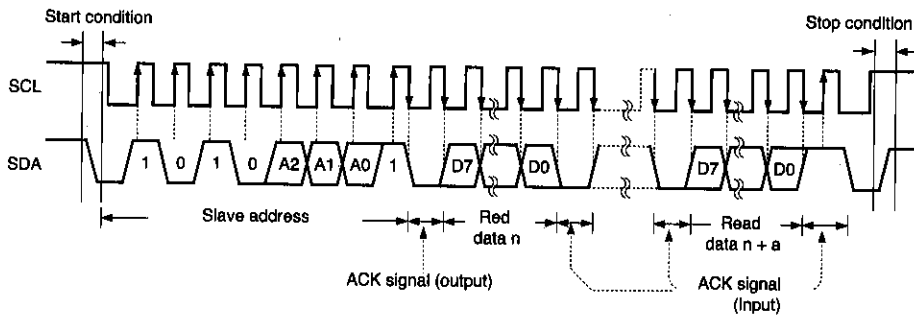 Start condition
Stop condition
SCL
SDA
1 0 1 0 A2 A1 A0 1 D7 D0 D7 D0
Slave address
Red
data n
Read
data n + a
ACK signal (output)
ACK signal
(Input)